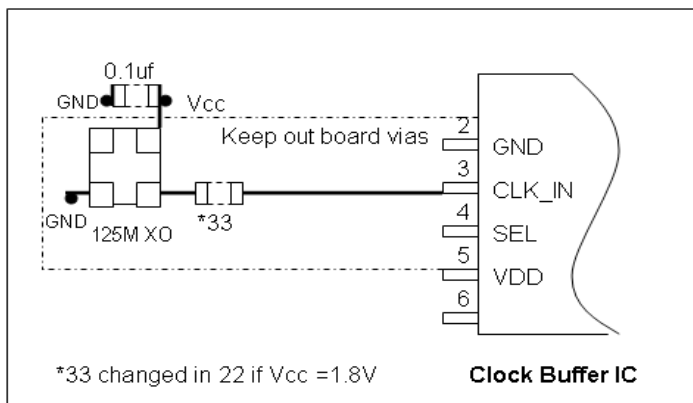 0.1uf
GND
Vcc
Keep out board vias
2
GND
3
CLK_IN
GND
*33
4
SEL
125M XO
5
VDD
6
*33 changed in 22 if Vcc =1.8V
Clock Buffer IC